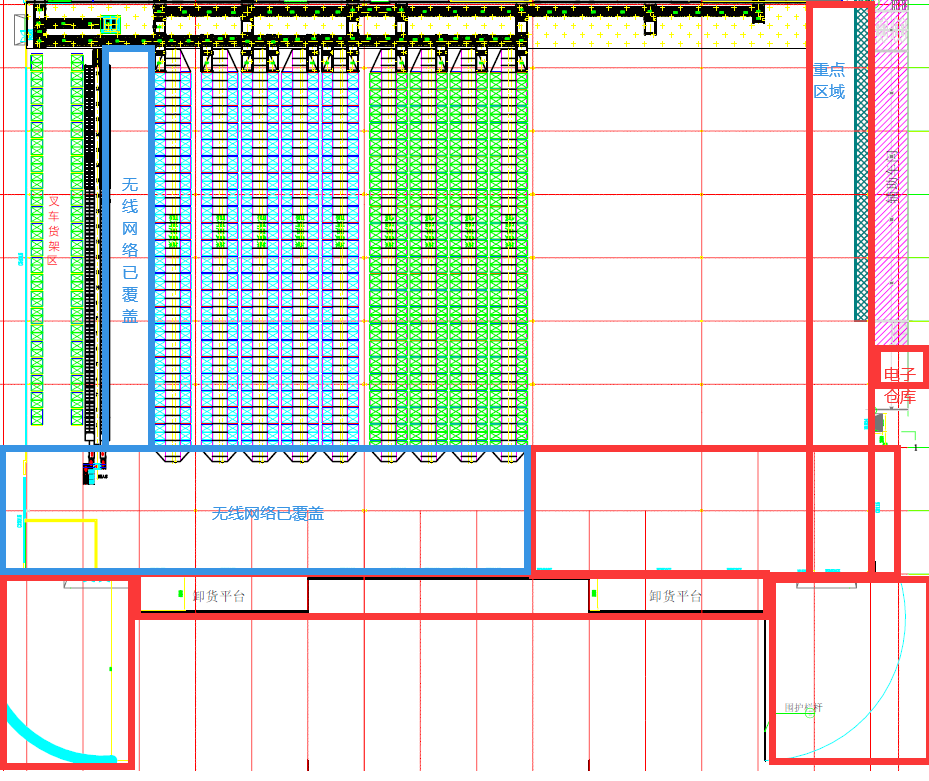 重点
区域
无线网络已覆盖
叉车货架区
电子
仓库
无线网络已覆盖
卸货平台
卸货平台
围护栏杆